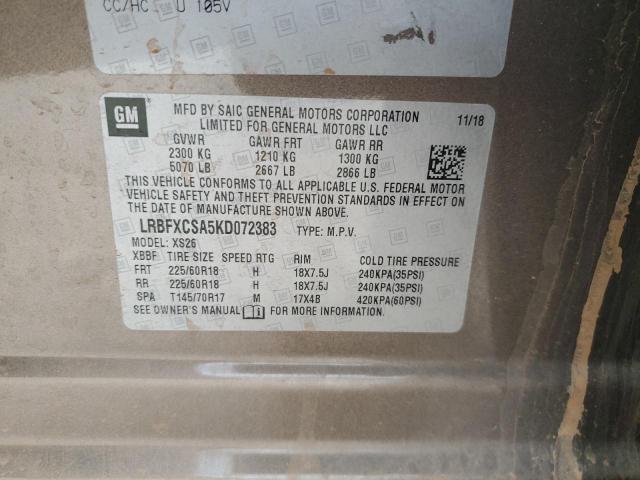 CC/HC U 105V
GM
MFD BY SAIC GENERAL MOTORS CORPORATION
LIMITED FOR GENERAL MOTORS LLC
11/18
GVWR GAWR FRT GAWR RR
2300 KG 1210 KG 1300 KG
5070 LB 2667 LB 2866 LB
THIS VEHICLE CONFORMS TO ALL APPLICABLE U.S. FEDERAL MOTOR
VEHICLE SAFETY AND THEFT PREVENTION STANDARDS IN EFFECT ON
THE DATE OF MANUFACTURE SHOWN ABOVE.
LRBFXCSA5KD072383 TYPE: M.P.V.
MODEL: XS26
XBBF TIRE SIZE SPEED RTG RIM COLD TIRE PRESSURE
FRT 225/60R18 H 18X7.5J 240KPA(35PSI)
RR 225/60R18 H 18X7.5J 240KPA(35PSI)
SPA T145/70R17 M 17X4B 420KPA(60PSI)
SEE OWNER'S MANUAL FOR MORE INFORMATION.